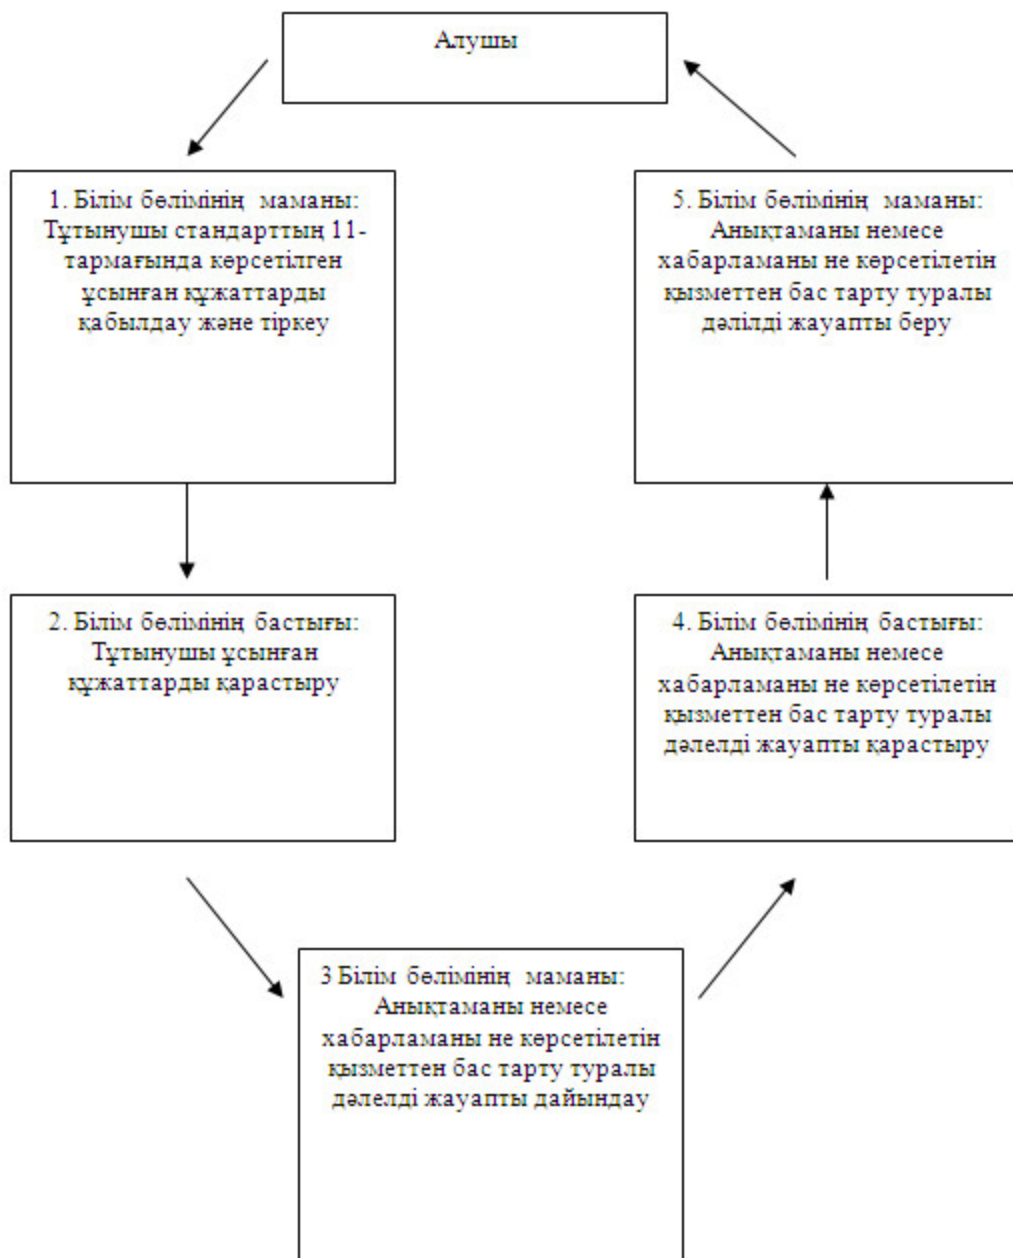 Алушы
1. Білім бөлімінің маманы:
Тұтынушы стандарттың 11-
тармағында көрсетілген
ұсынған құжаттарды
қабылдау және тіркеу
2. Білім бөлімінің бастығы:
Тұтынушы ұсынған
құжаттарды қарастыру
3 Білім бөлімінің маманы:
Анықтаманы немесе
хабарламаны не көрсетілетін
қызметтен бас тарту туралы
дәлелді жауапты дайындау
4. Білім бөлімінің бастығы:
Анықтаманы немесе
хабарламаны не көрсетілетін
қызметтен бас тарту туралы
дәлелді жауапты қарастыру
5. Білім бөлімінің маманы:
Анықтаманы немесе
хабарламаны не көрсетілетін
қызметтен бас тарту туралы
дәлілді жауапты беру